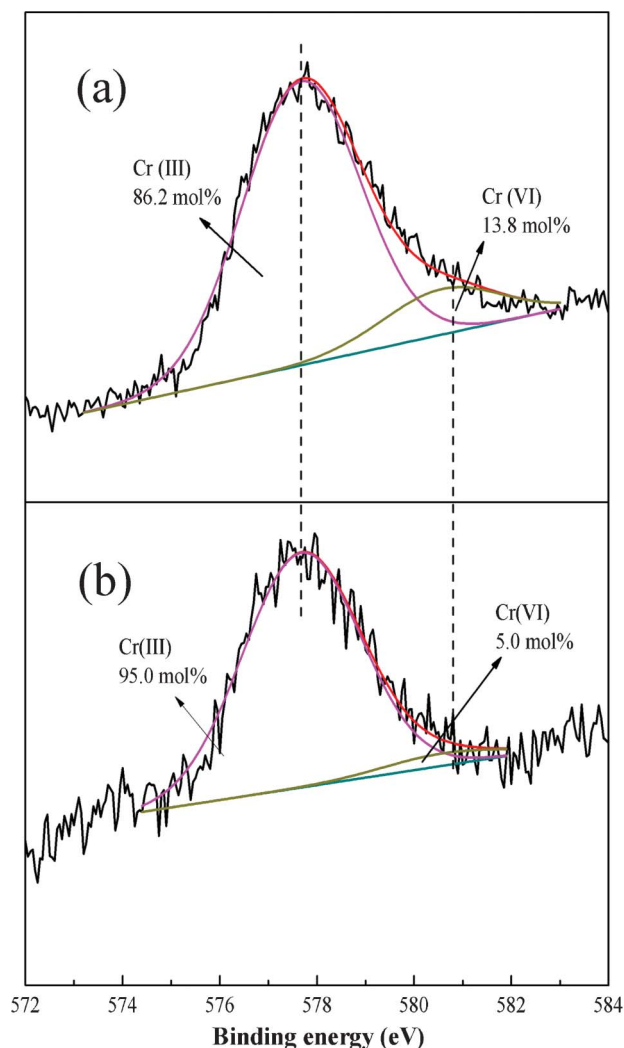 (a)
Cr (III)
86.2 mol%
Cr (VI)
13.8 mol%
(b)
Cr(III)
95.0 mol%
Cr(VI)
5.0 mol%
572 574 576 578 580 582 584
Binding energy (eV)